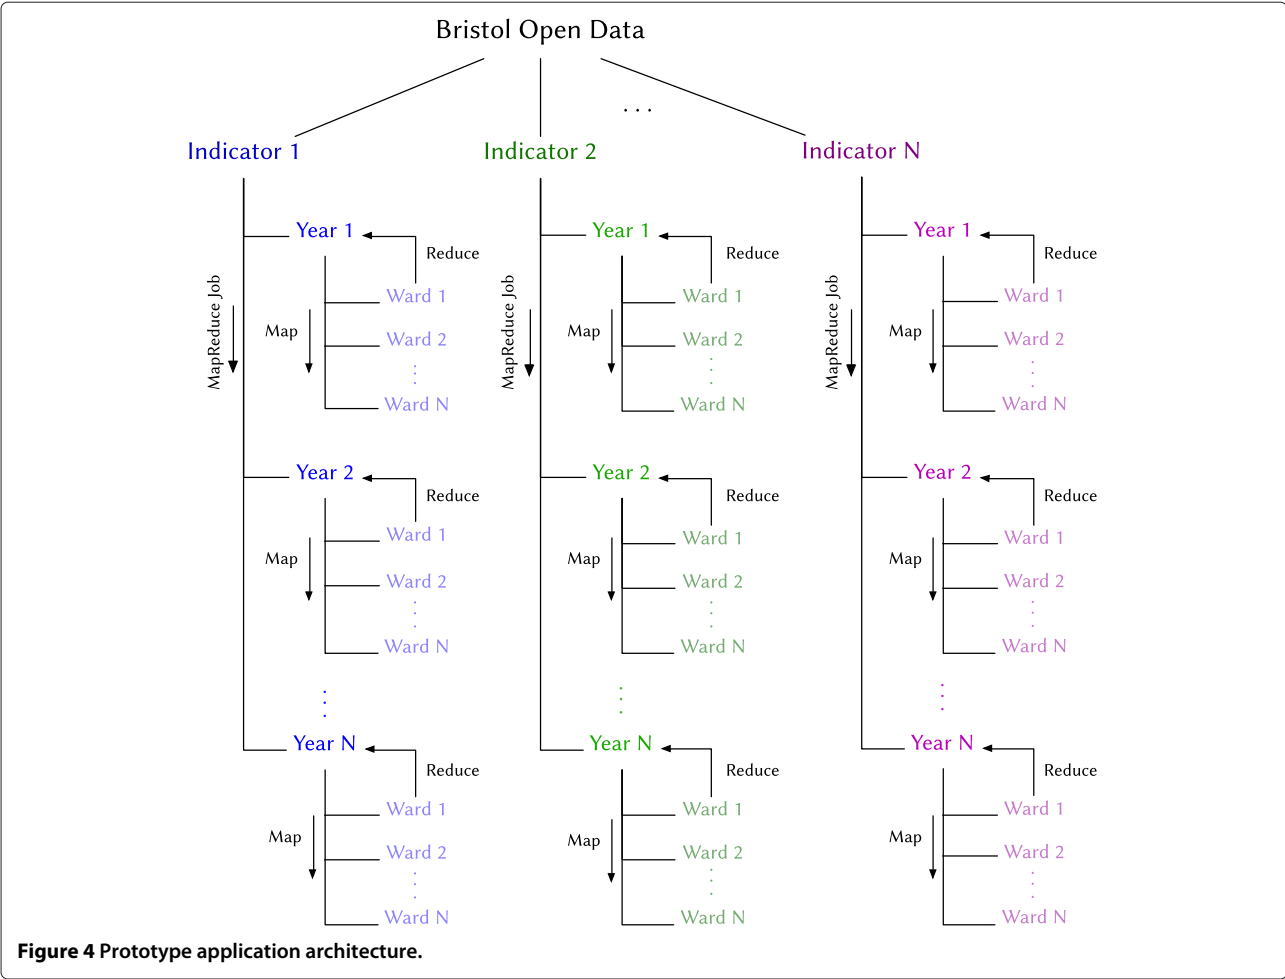 Bristol Open Data
. . .
Indicator 1
Indicator 2
Indicator N
MapReduce Job
Year 1
Reduce
Map
Ward 1
Ward 2
Ward N
Year 2
Reduce
Map
Ward 1
Ward 2
Ward N
Year N
Reduce
Map
Ward 1
Ward 2
Ward N
MapReduce Job
Year 1
Reduce
Map
Ward 1
Ward 2
Ward N
Year 2
Reduce
Map
Ward 1
Ward 2
Ward N
Year N
Reduce
Map
Ward 1
Ward 2
Ward N
MapReduce Job
Year 1
Reduce
Map
Ward 1
Ward 2
Ward N
Year 2
Reduce
Map
Ward 1
Ward 2
Ward N
Year N
Reduce
Map
Ward 1
Ward 2
Ward N
Figure 4 Prototype application architecture.